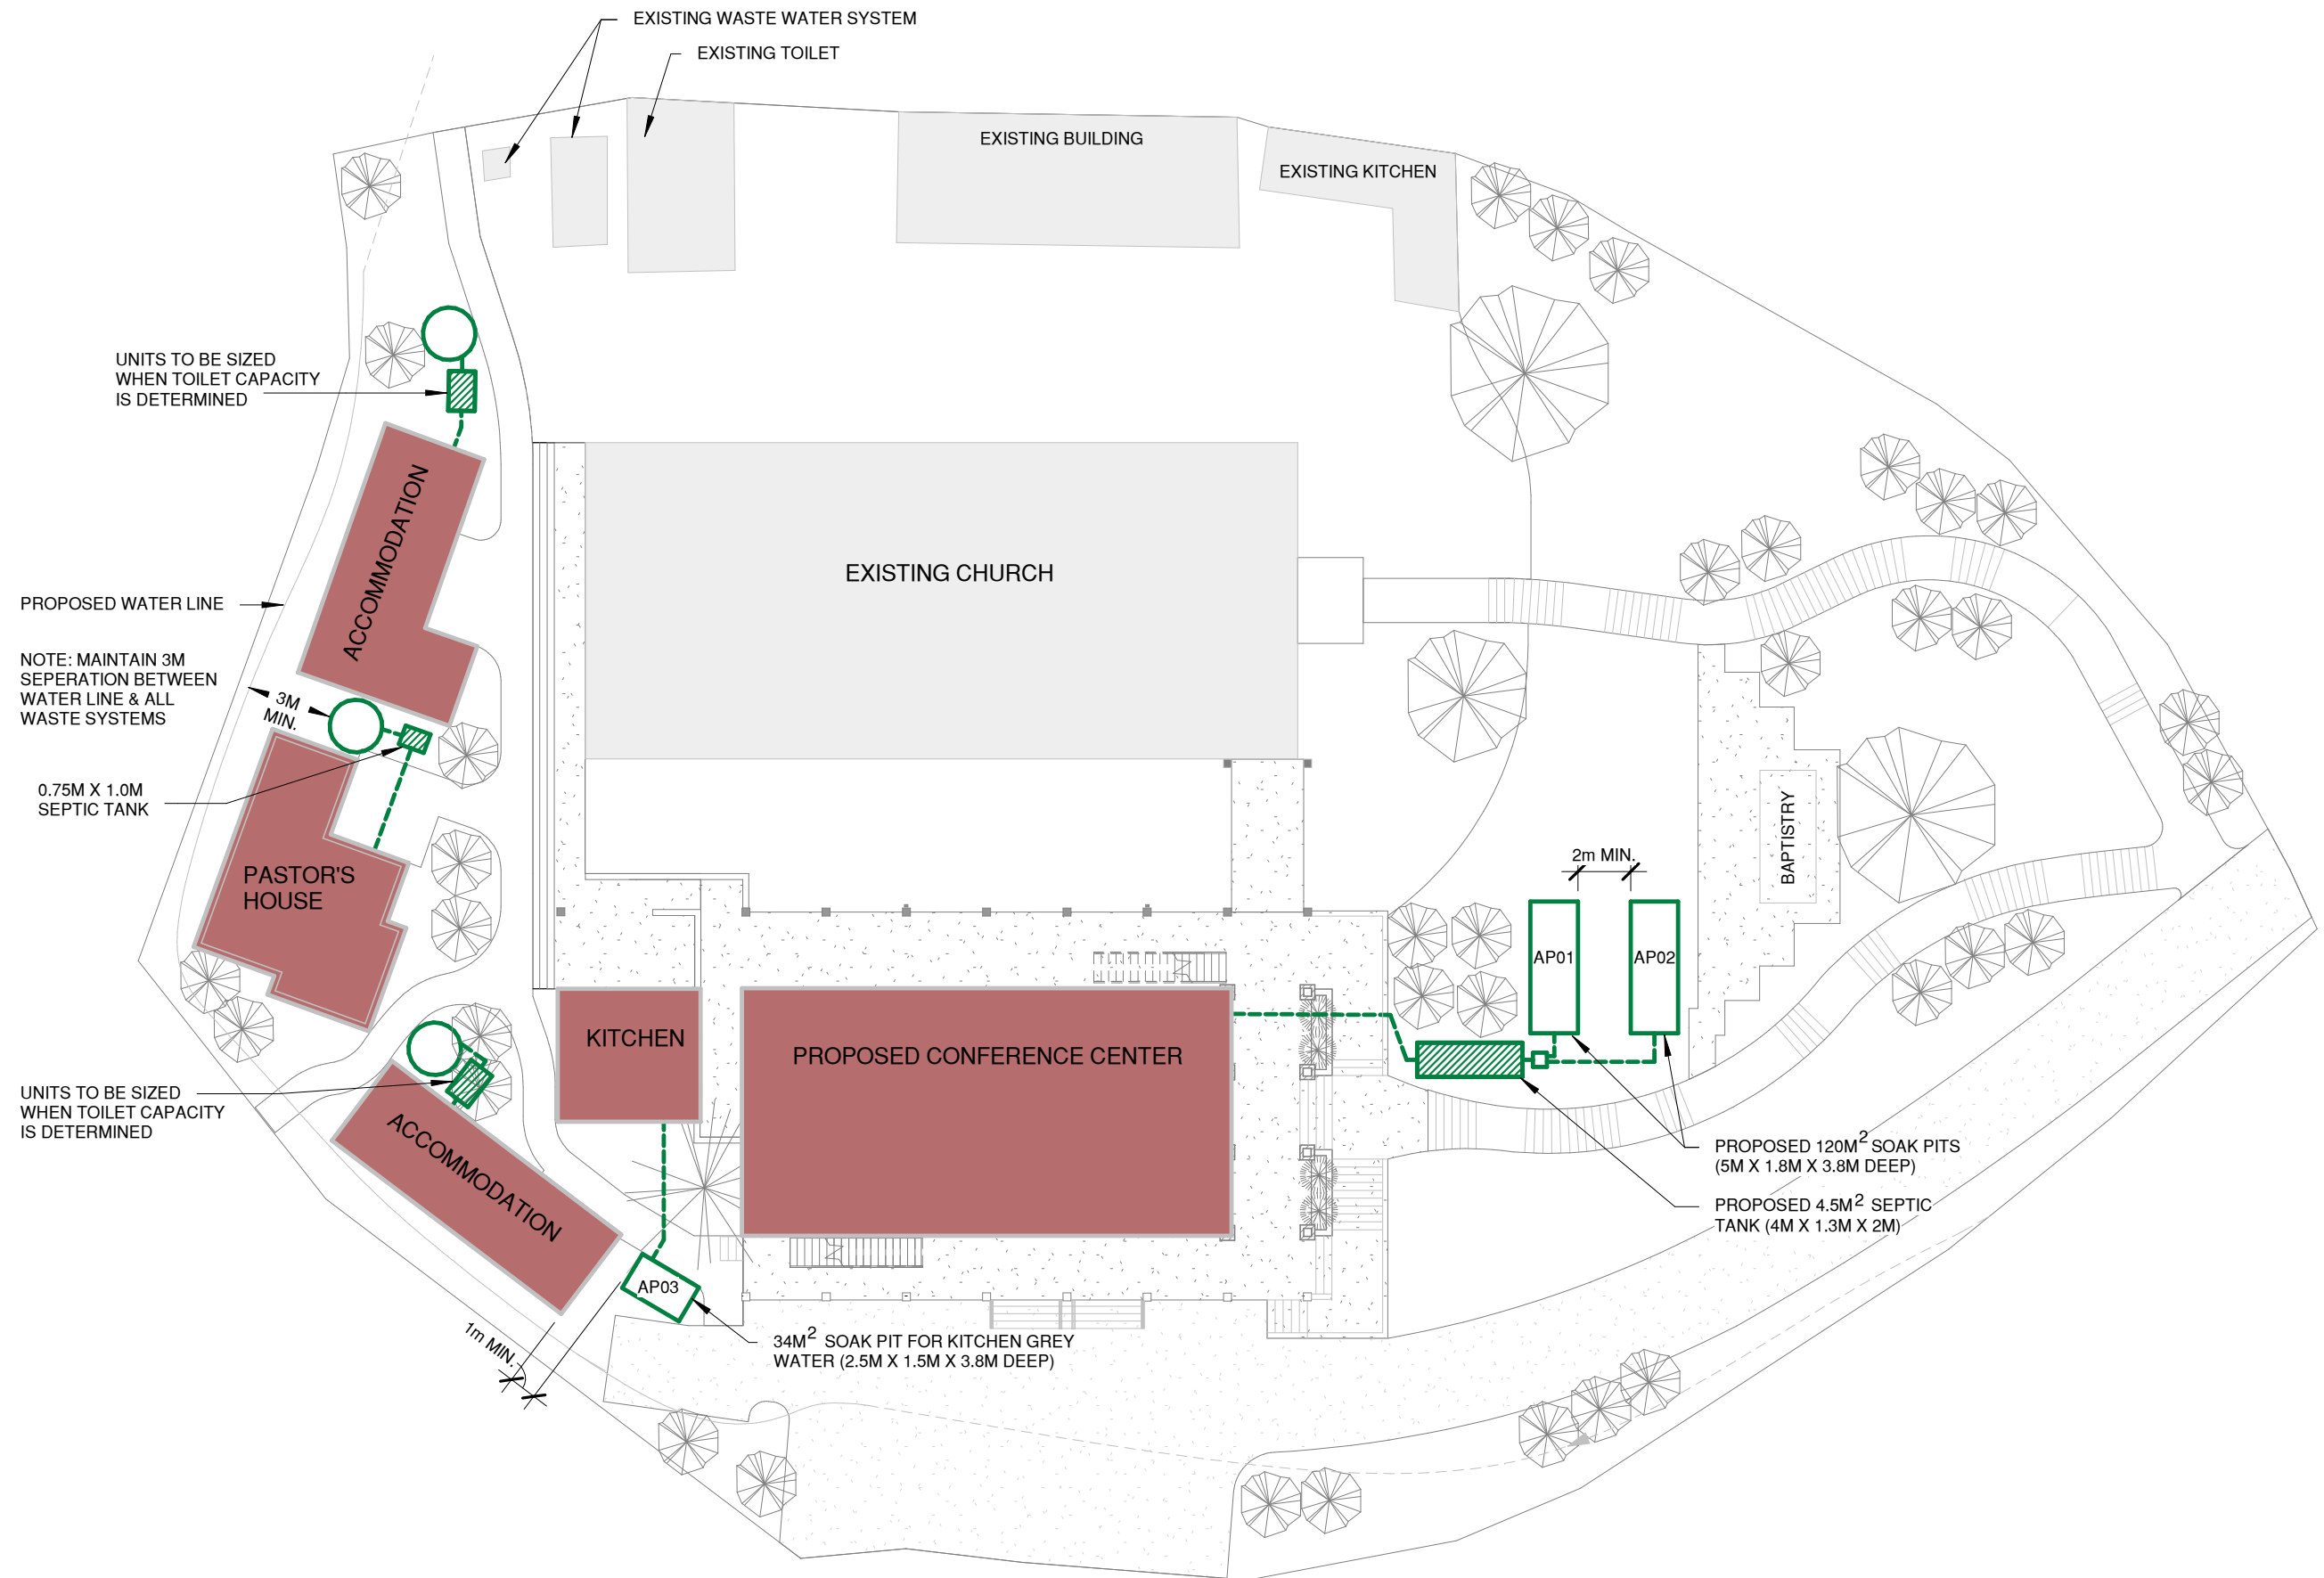 EXISTING WASTE WATER SYSTEM
EXISTING TOILET
EXISTING BUILDING
EXISTING KITCHEN
UNITS TO BE SIZED
WHEN TOILET CAPACITY
IS DETERMINED
ACCOMMODATION
EXISTING CHURCH
PROPOSED WATER LINE
NOTE: MAINTAIN 3M
SEPERATION BETWEEN
WATER LINE & ALL
WASTE SYSTEMS
3M
MIN.
0.75M X 1.0M
SEPTIC TANK
PASTOR'S
HOUSE
BAPTISTRY
2m MIN.
AP01
AP02
KITCHEN
PROPOSED CONFERENCE CENTER
UNITS TO BE SIZED
WHEN TOILET CAPACITY
IS DETERMINED
ACCOMMODATION
PROPOSED 120M² SOAK PITS
(5M X 1.8M X 3.8M DEEP)
PROPOSED 4.5M² SEPTIC
TANK (4M X 1.3M X 2M)
AP03
1m MIN.
34M² SOAK PIT FOR KITCHEN GREY
WATER (2.5M X 1.5M X 3.8M DEEP)